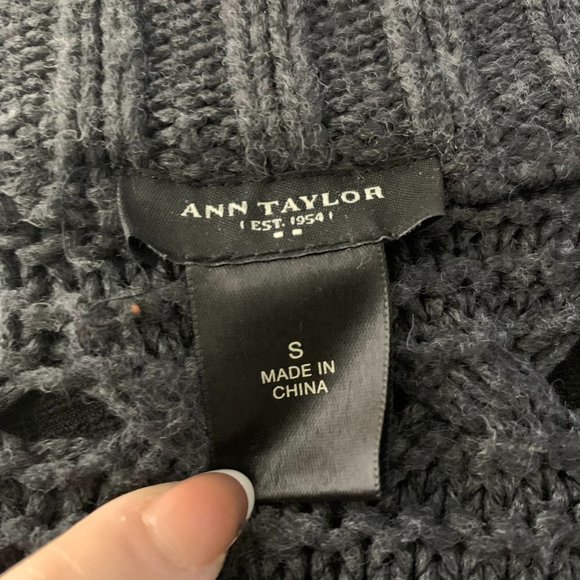 ANN TAYLOR
EST. 1954
S
MADE IN
CHINA